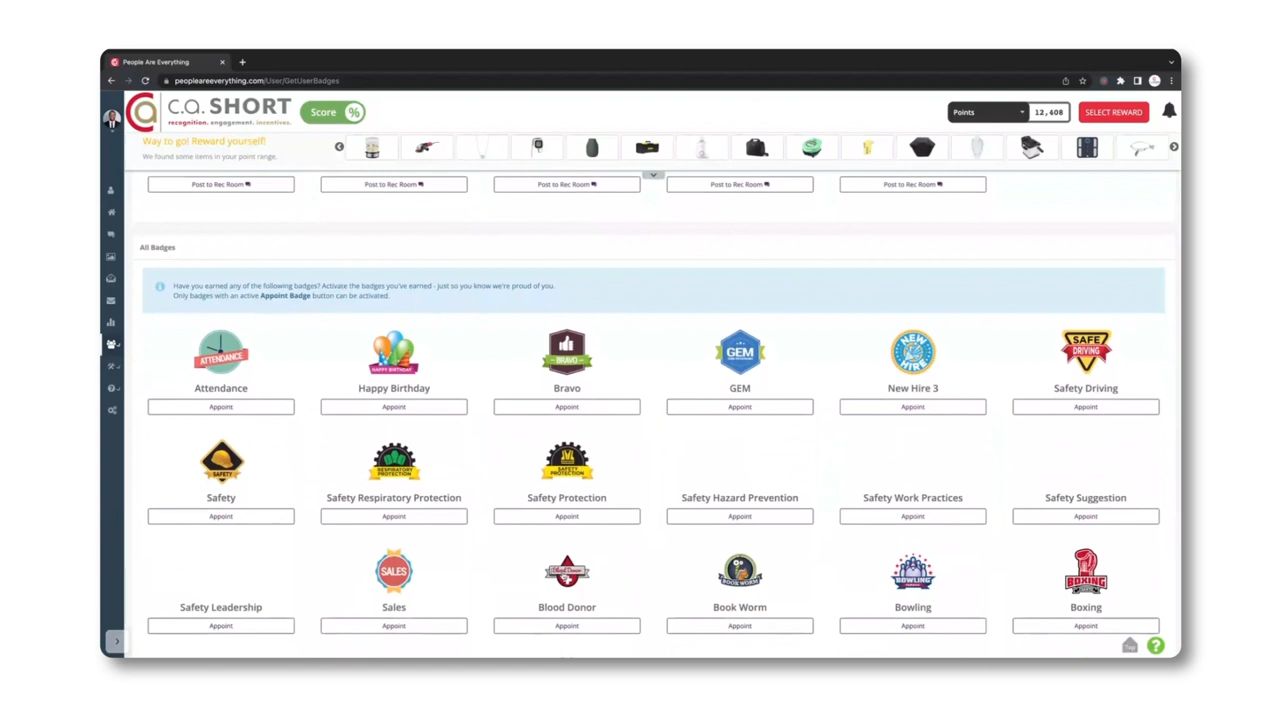 People Are Everything
peopleareeverything.com/User/GetUserBadges
c.a. SHORT
recognition. engagement. incentives.
Score %
Points
12,408
SELECT REWARD
Way to go! Reward yourself!
We found some items in your point range.
Post to Rec Room
Post to Rec Room
Post to Rec Room
Post to Rec Room
Post to Rec Room
All Badges
Have you earned any of the following badges? Activate the badges you've earned - just so you know we're proud of you.
Only badges with an active Appoint Badge button can be activated.
ATTENDANCE
HAPPY BIRTHDAY
BRAVO
GEM
NEW HIRE
SAFE DRIVING
Attendance
Happy Birthday
Bravo
GEM
New Hire 3
Safety Driving
Appoint
Appoint
Appoint
Appoint
Appoint
Appoint
SAFETY
RESPIRATORY PROTECTION
SAFETY PROTECTION
Safety
Safety Respiratory Protection
Safety Protection
Safety Hazard Prevention
Safety Work Practices
Safety Suggestion
Appoint
Appoint
Appoint
Appoint
Appoint
Appoint
SALES
Blood Donor
BOOK WORM
BOWLING
BOXING
Safety Leadership
Sales
Blood Donor
Book Worm
Bowling
Boxing
Appoint
Appoint
Appoint
Appoint
Appoint
Appoint
Top